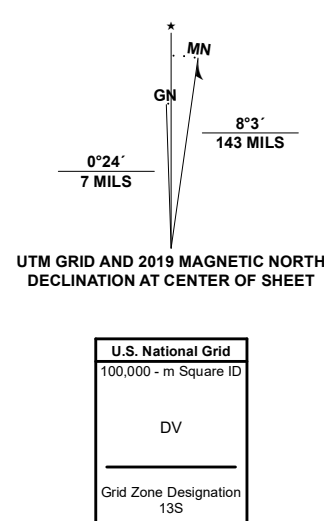 ★
MN
GN
8°3´
143 MILS
0°24´
7 MILS
UTM GRID AND 2019 MAGNETIC NORTH
DECLINATION AT CENTER OF SHEET
U.S. National Grid
100,000 - m Square ID
DV
Grid Zone Designation
13S